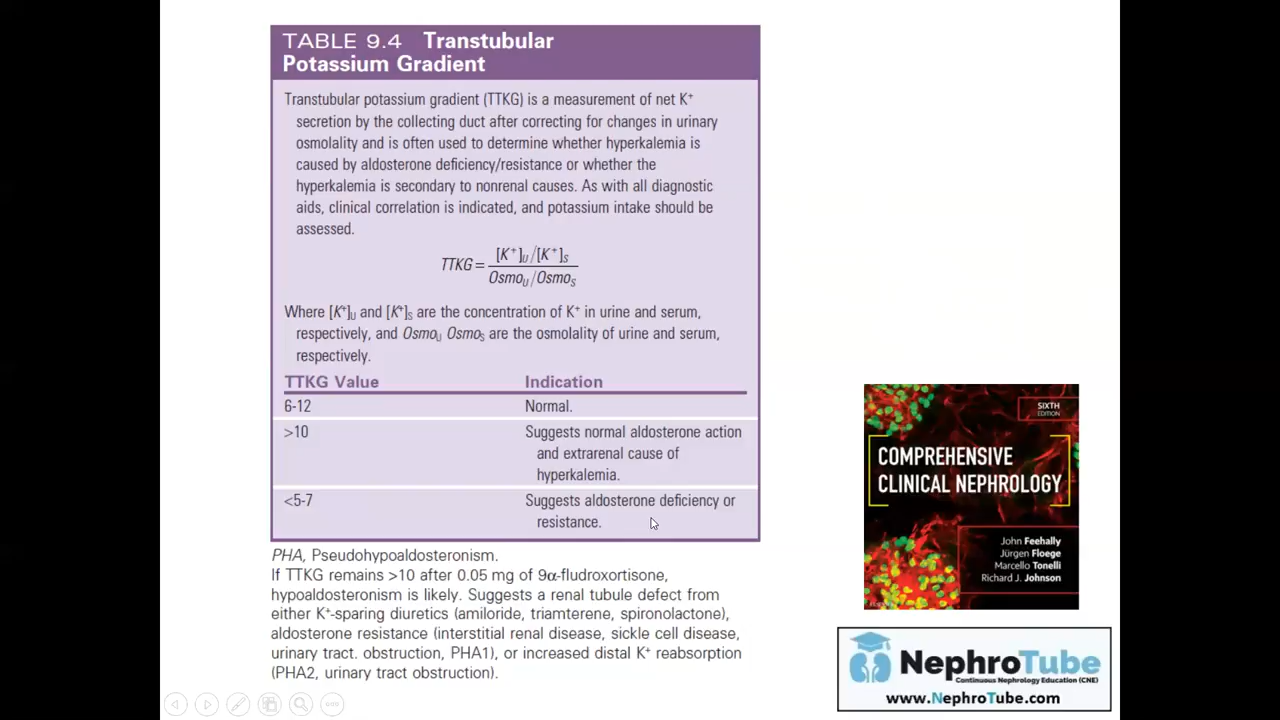 TABLE 9.4 Transtubular
Potassium Gradient
Transtubular potassium gradient (TTKG) is a measurement of net K+
secretion by the collecting duct after correcting for changes in urinary
osmolality and is often used to determine whether hyperkalemia is
caused by aldosterone deficiency/resistance or whether the
hyperkalemia is secondary to nonrenal causes. As with all diagnostic
aids, clinical correlation is indicated, and potassium intake should be
assessed.
TTKG = [K+]U/[K+]S
OsmoU/OsmoS
Where [K+]U and [K+]S are the concentration of K+ in urine and serum,
respectively, and OsmoU OsmoS are the osmolality of urine and serum,
respectively.
TTKG Value Indication
6-12 Normal.
>10 Suggests normal aldosterone action
and extrarenal cause of
hyperkalemia.
<5-7 Suggests aldosterone deficiency or
resistance.
PHA, Pseudohypoaldosteronism.
If TTKG remains >10 after 0.05 mg of 9α-fludroxortisone,
hypoaldosteronism is likely. Suggests a renal tubule defect from
either K+-sparing diuretics (amiloride, triamterene, spironolactone),
aldosterone resistance (interstitial renal disease, sickle cell disease,
urinary tract. obstruction, PHA1), or increased distal K+ reabsorption
(PHA2, urinary tract obstruction).
SIXTH
EDITION
COMPREHENSIVE
CLINICAL NEPHROLOGY
John Feehally
Jürgen Floege
Marcello Tonelli
Richard J. Johnson
NephroTube
Continuous Nephrology Education (CNE)
www.NephroTube.com